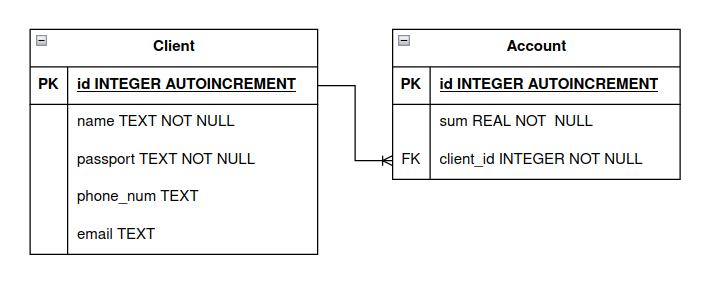 Client
PK id INTEGER AUTOINCREMENT
name TEXT NOT NULL
passport TEXT NOT NULL
phone_num TEXT
email TEXT
Account
PK id INTEGER AUTOINCREMENT
sum REAL NOT  NULL
FK client_id INTEGER NOT NULL